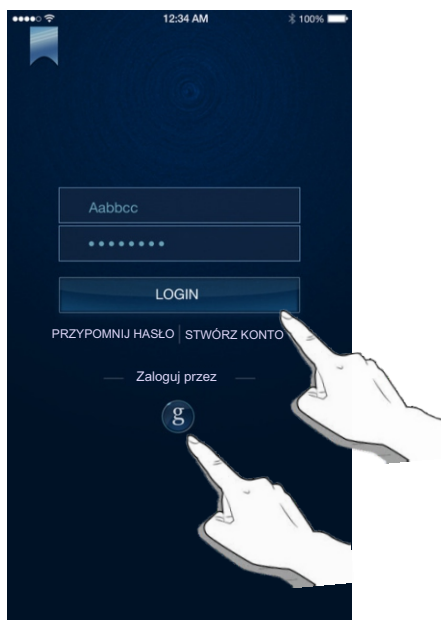 12:34 AM 100%
Aabbcc
••••••••
LOGIN
PRZYPOMNIJ HASŁO | STWÓRZ KONTO
Zaloguj przez
g